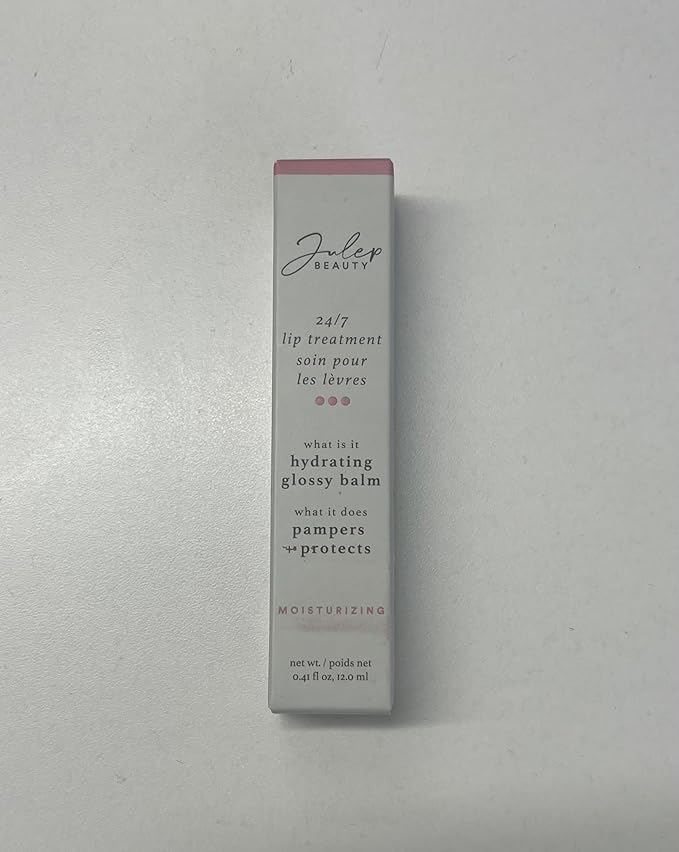 Julep
BEAUTY
24/7
lip treatment
soin pour
les lèvres
what is it
hydrating
glossy balm
what it does
pampers
+ protects
MOISTURIZING
net wt. / poids net
0.41 fl oz, 12.0 ml